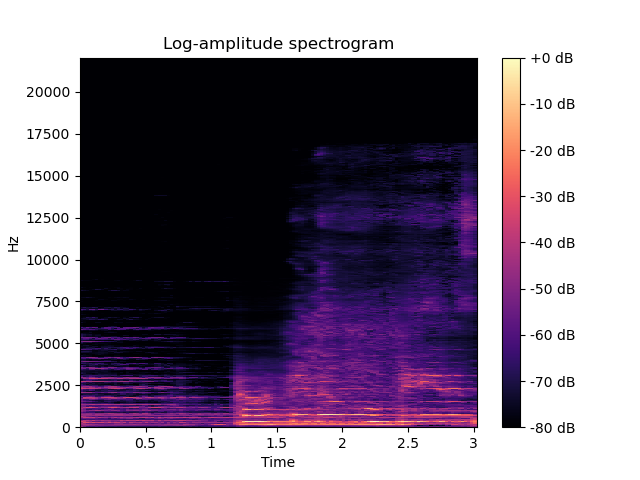 Log-amplitude spectrogram
Hz
20000
17500
15000
12500
10000
7500
5000
2500
0
0 0.5 1 1.5 2 2.5 3
Time
+0 dB
-10 dB
-20 dB
-30 dB
-40 dB
-50 dB
-60 dB
-70 dB
-80 dB